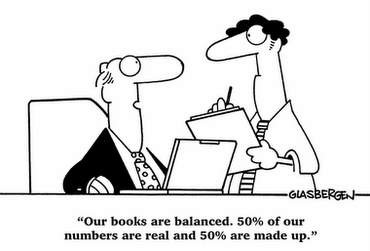 GLASBERGEN
“Our books are balanced. 50% of our
numbers are real and 50% are made up.”